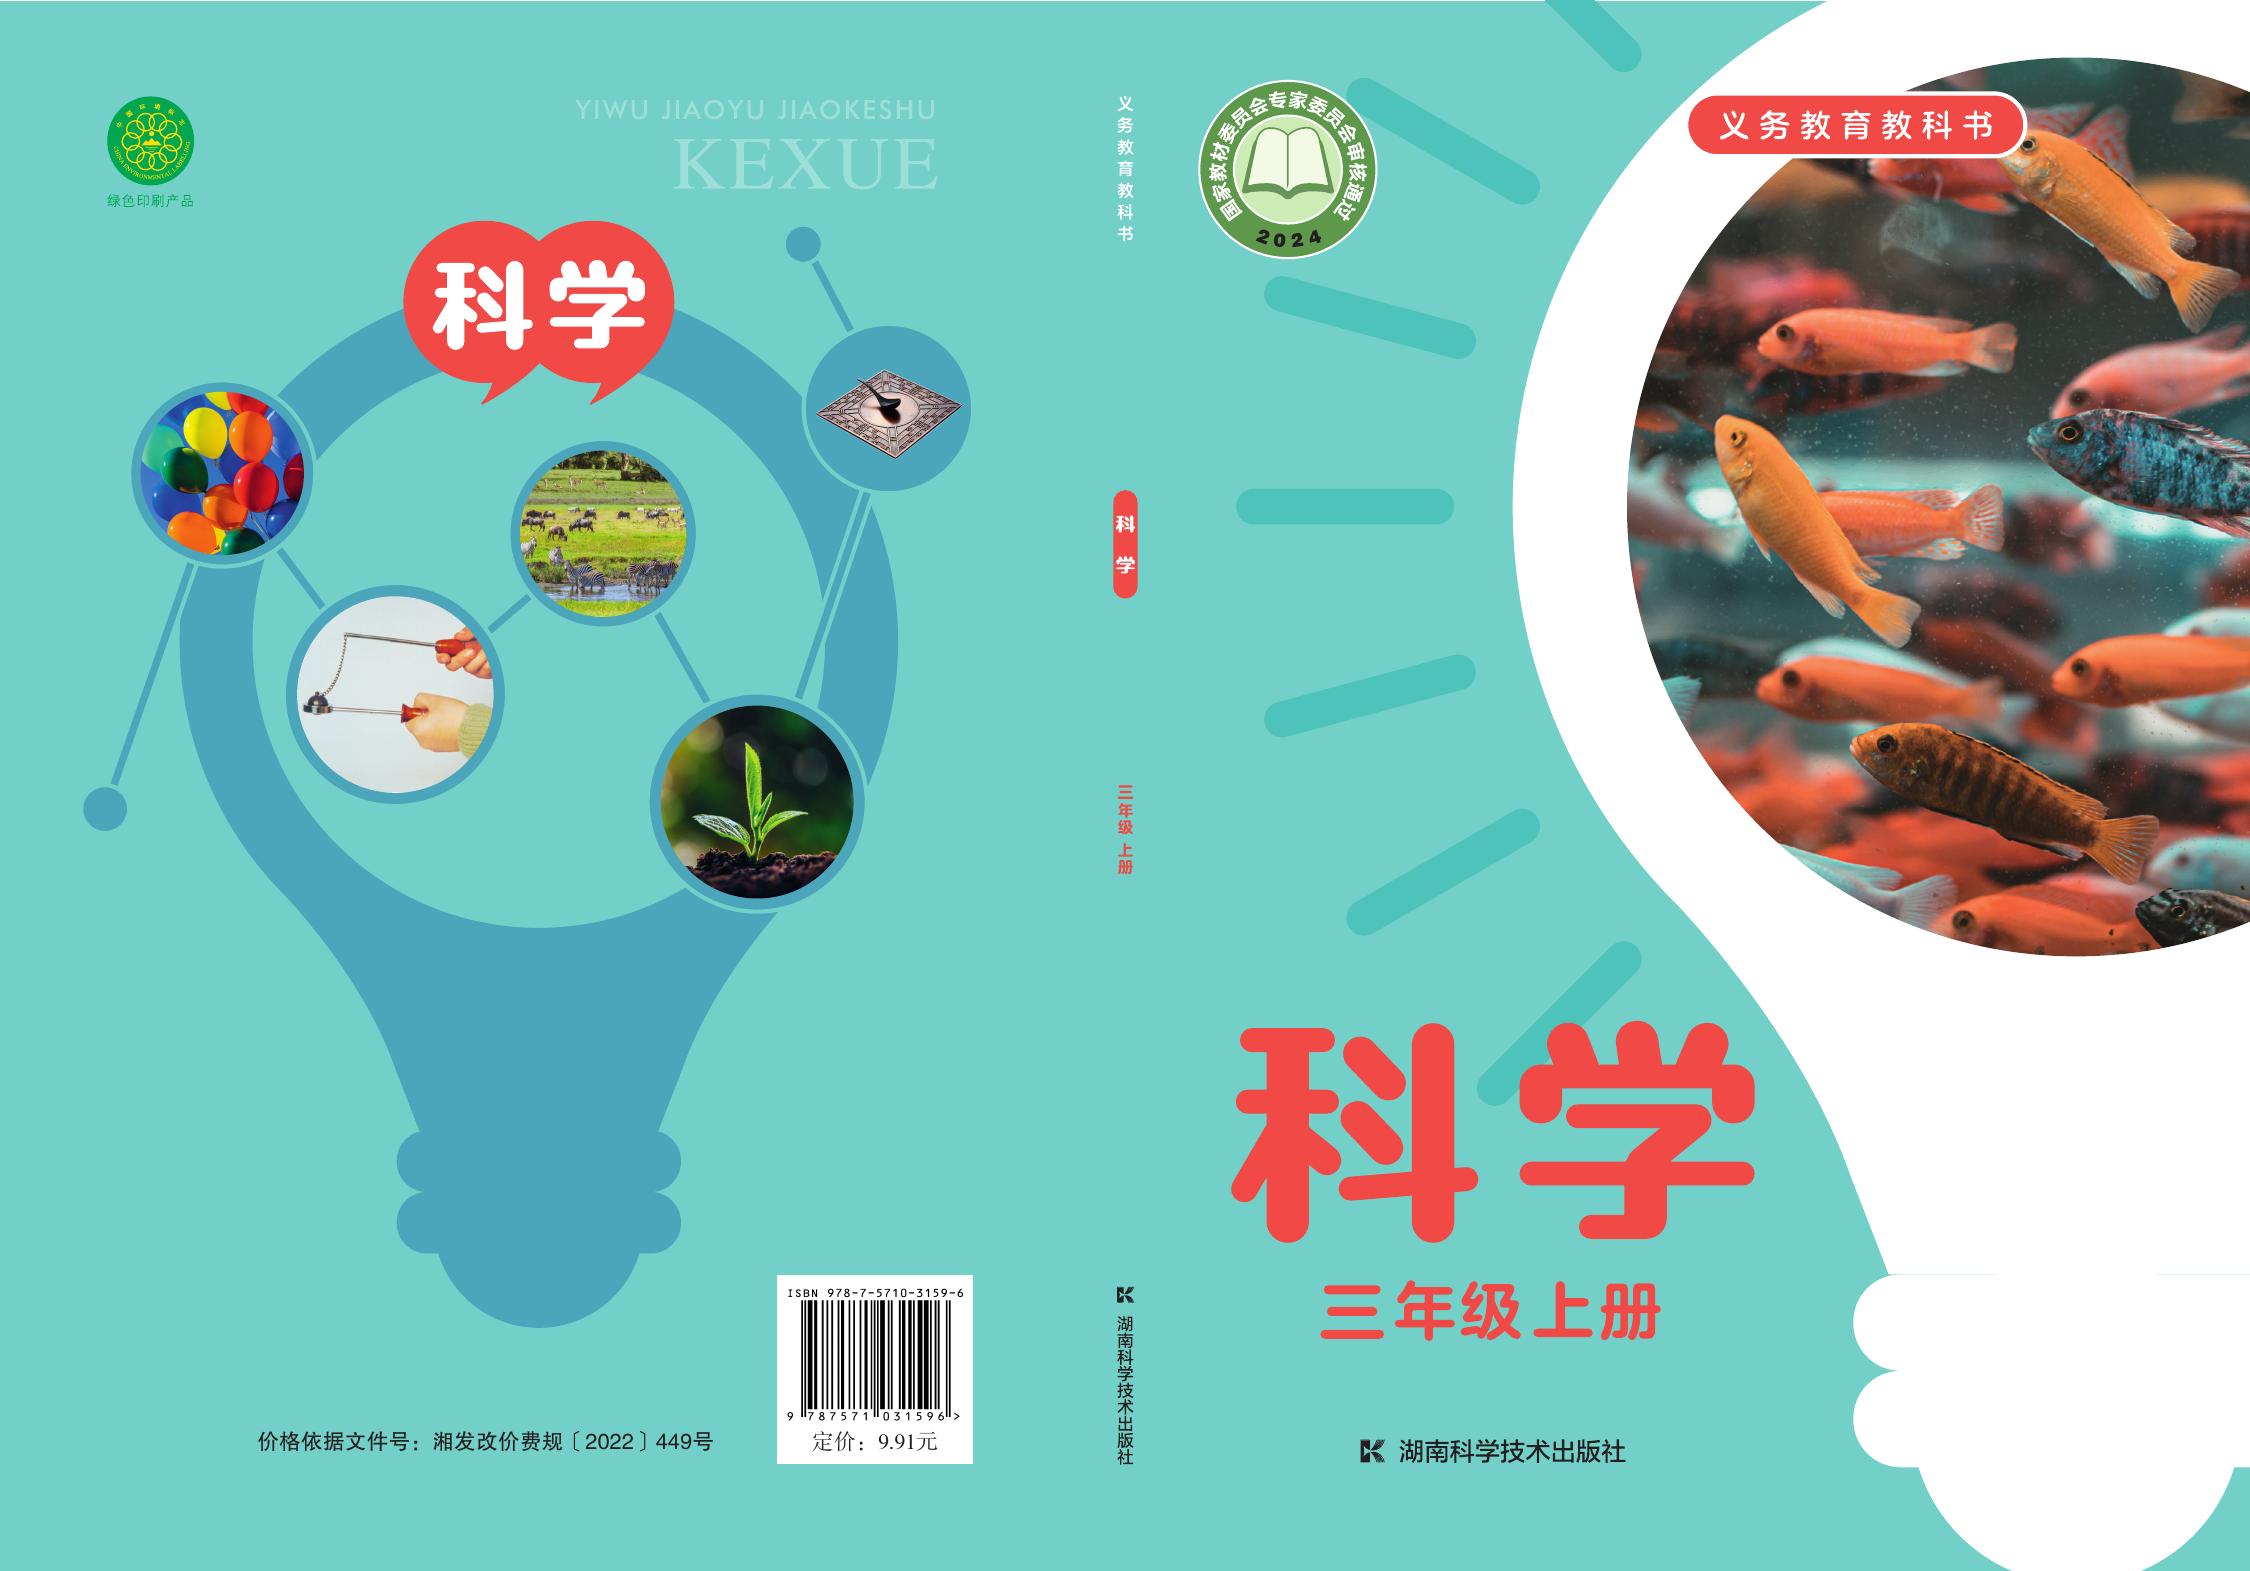 中国环境标志
CHINA ENVIRONMENTAL LABELLING
绿色印刷产品
YIWU JIAOYU JIAOKESHU
KEXUE
科学
价格依据文件号：湘发改价费规〔2022〕449号
ISBN 978-7-5710-3159-6
9 787571 031596 >
定价：9.91元
义务教育教科书
科学
三年级 上册
湖南科学技术出版社
国家教材委员会专家委员会审核通过
2024
义务教育教科书
科学
三年级 上册
湖南科学技术出版社